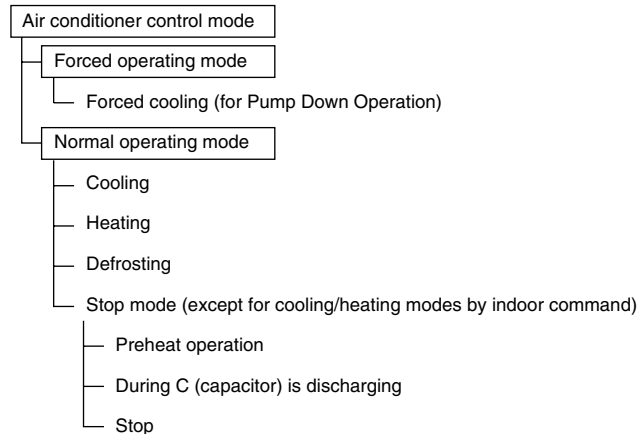 Air conditioner control mode
Forced operating mode
Forced cooling (for Pump Down Operation)
Normal operating mode
Cooling
Heating
Defrosting
Stop mode (except for cooling/heating modes by indoor command)
Preheat operation
During C (capacitor) is discharging
Stop